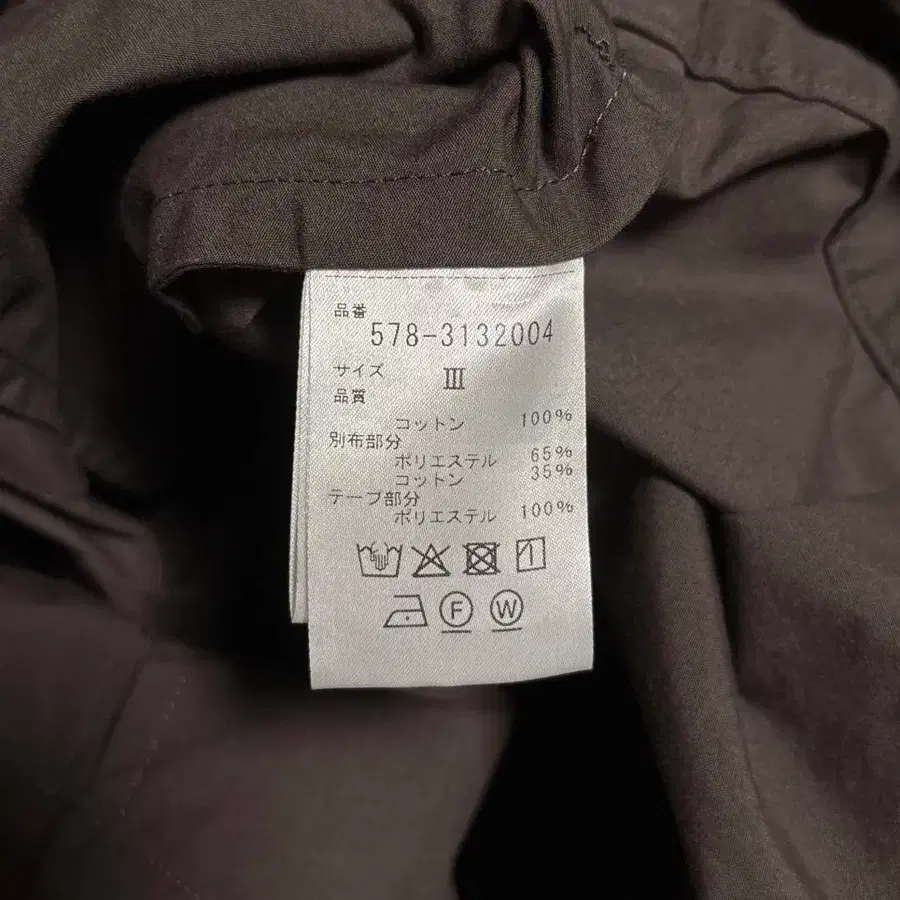 品番
578-3132004
サイズ Ⅲ
品質
コットン 100%
別布部分
ポリエステル 65%
コットン 35%
テープ部分
ポリエステル 100%
F W